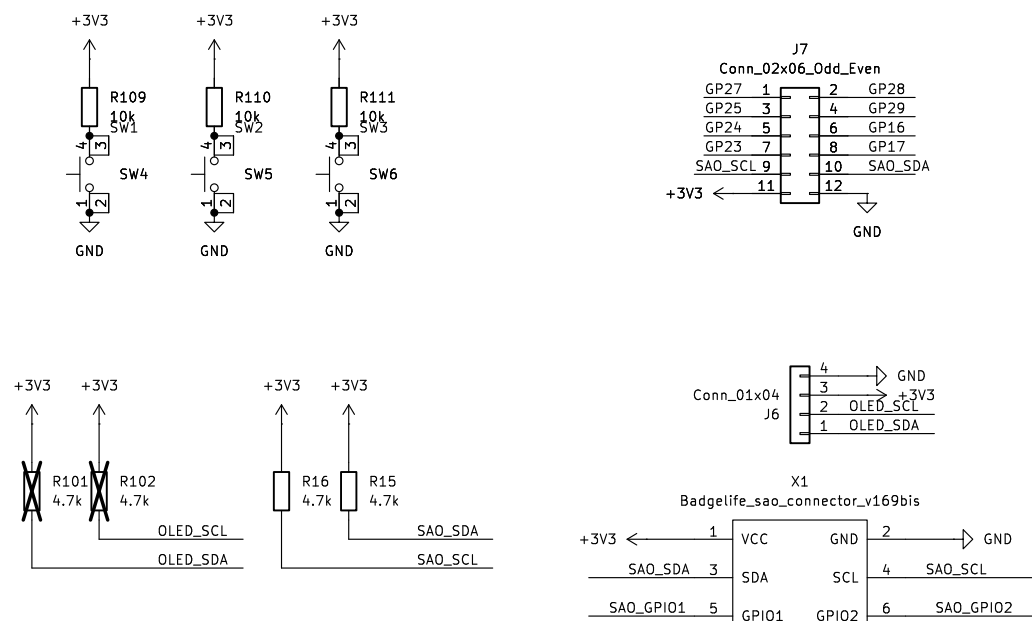 +3V3 +3V3 +3V3
R109 R110 R111
10k 10k 10k
SW1 SW2 SW3
4 3 4 3 4 3
SW4 SW5 SW6
1 2 1 2 1 2
GND GND GND
J7
Conn_02x06_Odd_Even
GP27 1 2 GP28
GP25 3 4 GP29
GP24 5 6 GP16
GP23 7 8 GP17
SAO_SCL 9 10 SAO_SDA
+3V3 11 12
GND
+3V3 +3V3 +3V3 +3V3
R101 R102 R16 R15
4.7k 4.7k 4.7k 4.7k
OLED_SCL SAO_SDA
OLED_SDA SAO_SCL
4 GND
Conn_01x04 3 +3V3
J6 2 OLED_SCL
1 OLED_SDA
X1
Badgelife_sao_connector_v169bis
+3V3 1 VCC GND 2 GND
SAO_SDA 3 SDA SCL 4 SAO_SCL
SAO_GPIO1 5 GPIO1 GPIO2 6 SAO_GPIO2